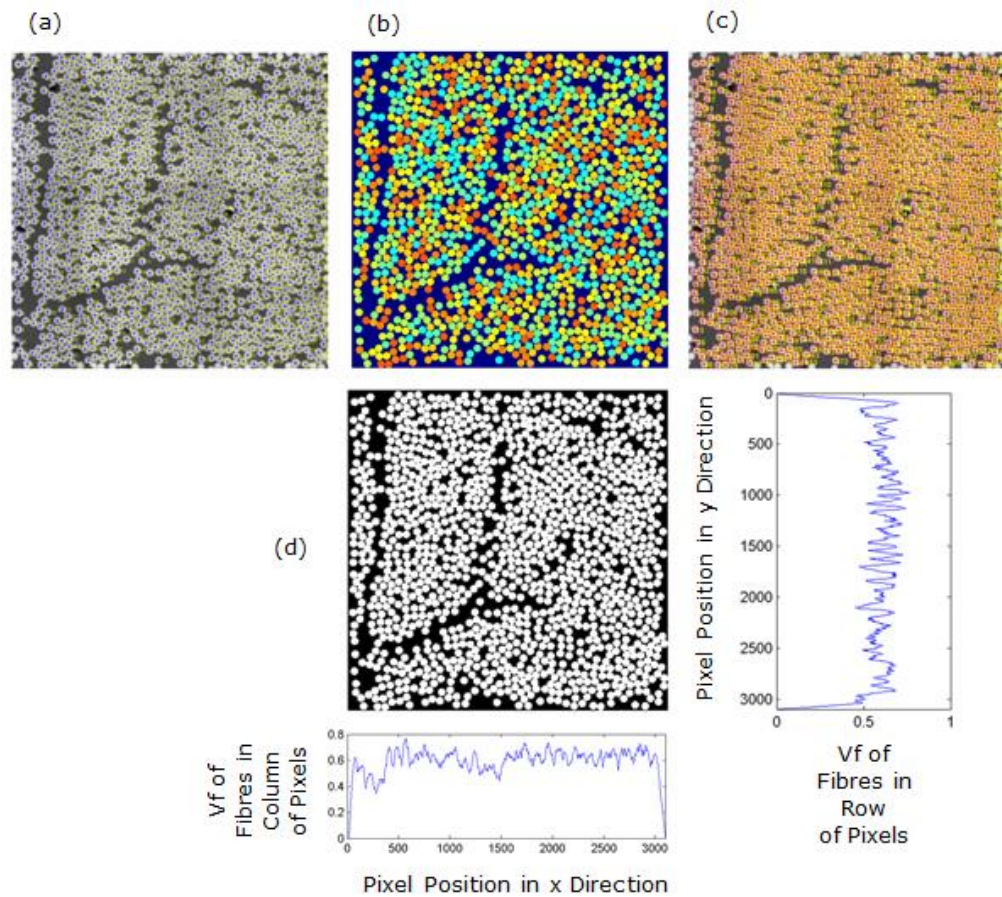 (a)
(b)
(c)
(d)
0
500
1000
1500
2000
2500
3000
Pixel Position in y Direction
0
0.5
1
Vf of
Fibres in
Row
of Pixels
Vf of
Fibres in
Column
of Pixels
0.8
0.6
0.4
0.2
0
0
500
1000
1500
2000
2500
3000
Pixel Position in x Direction